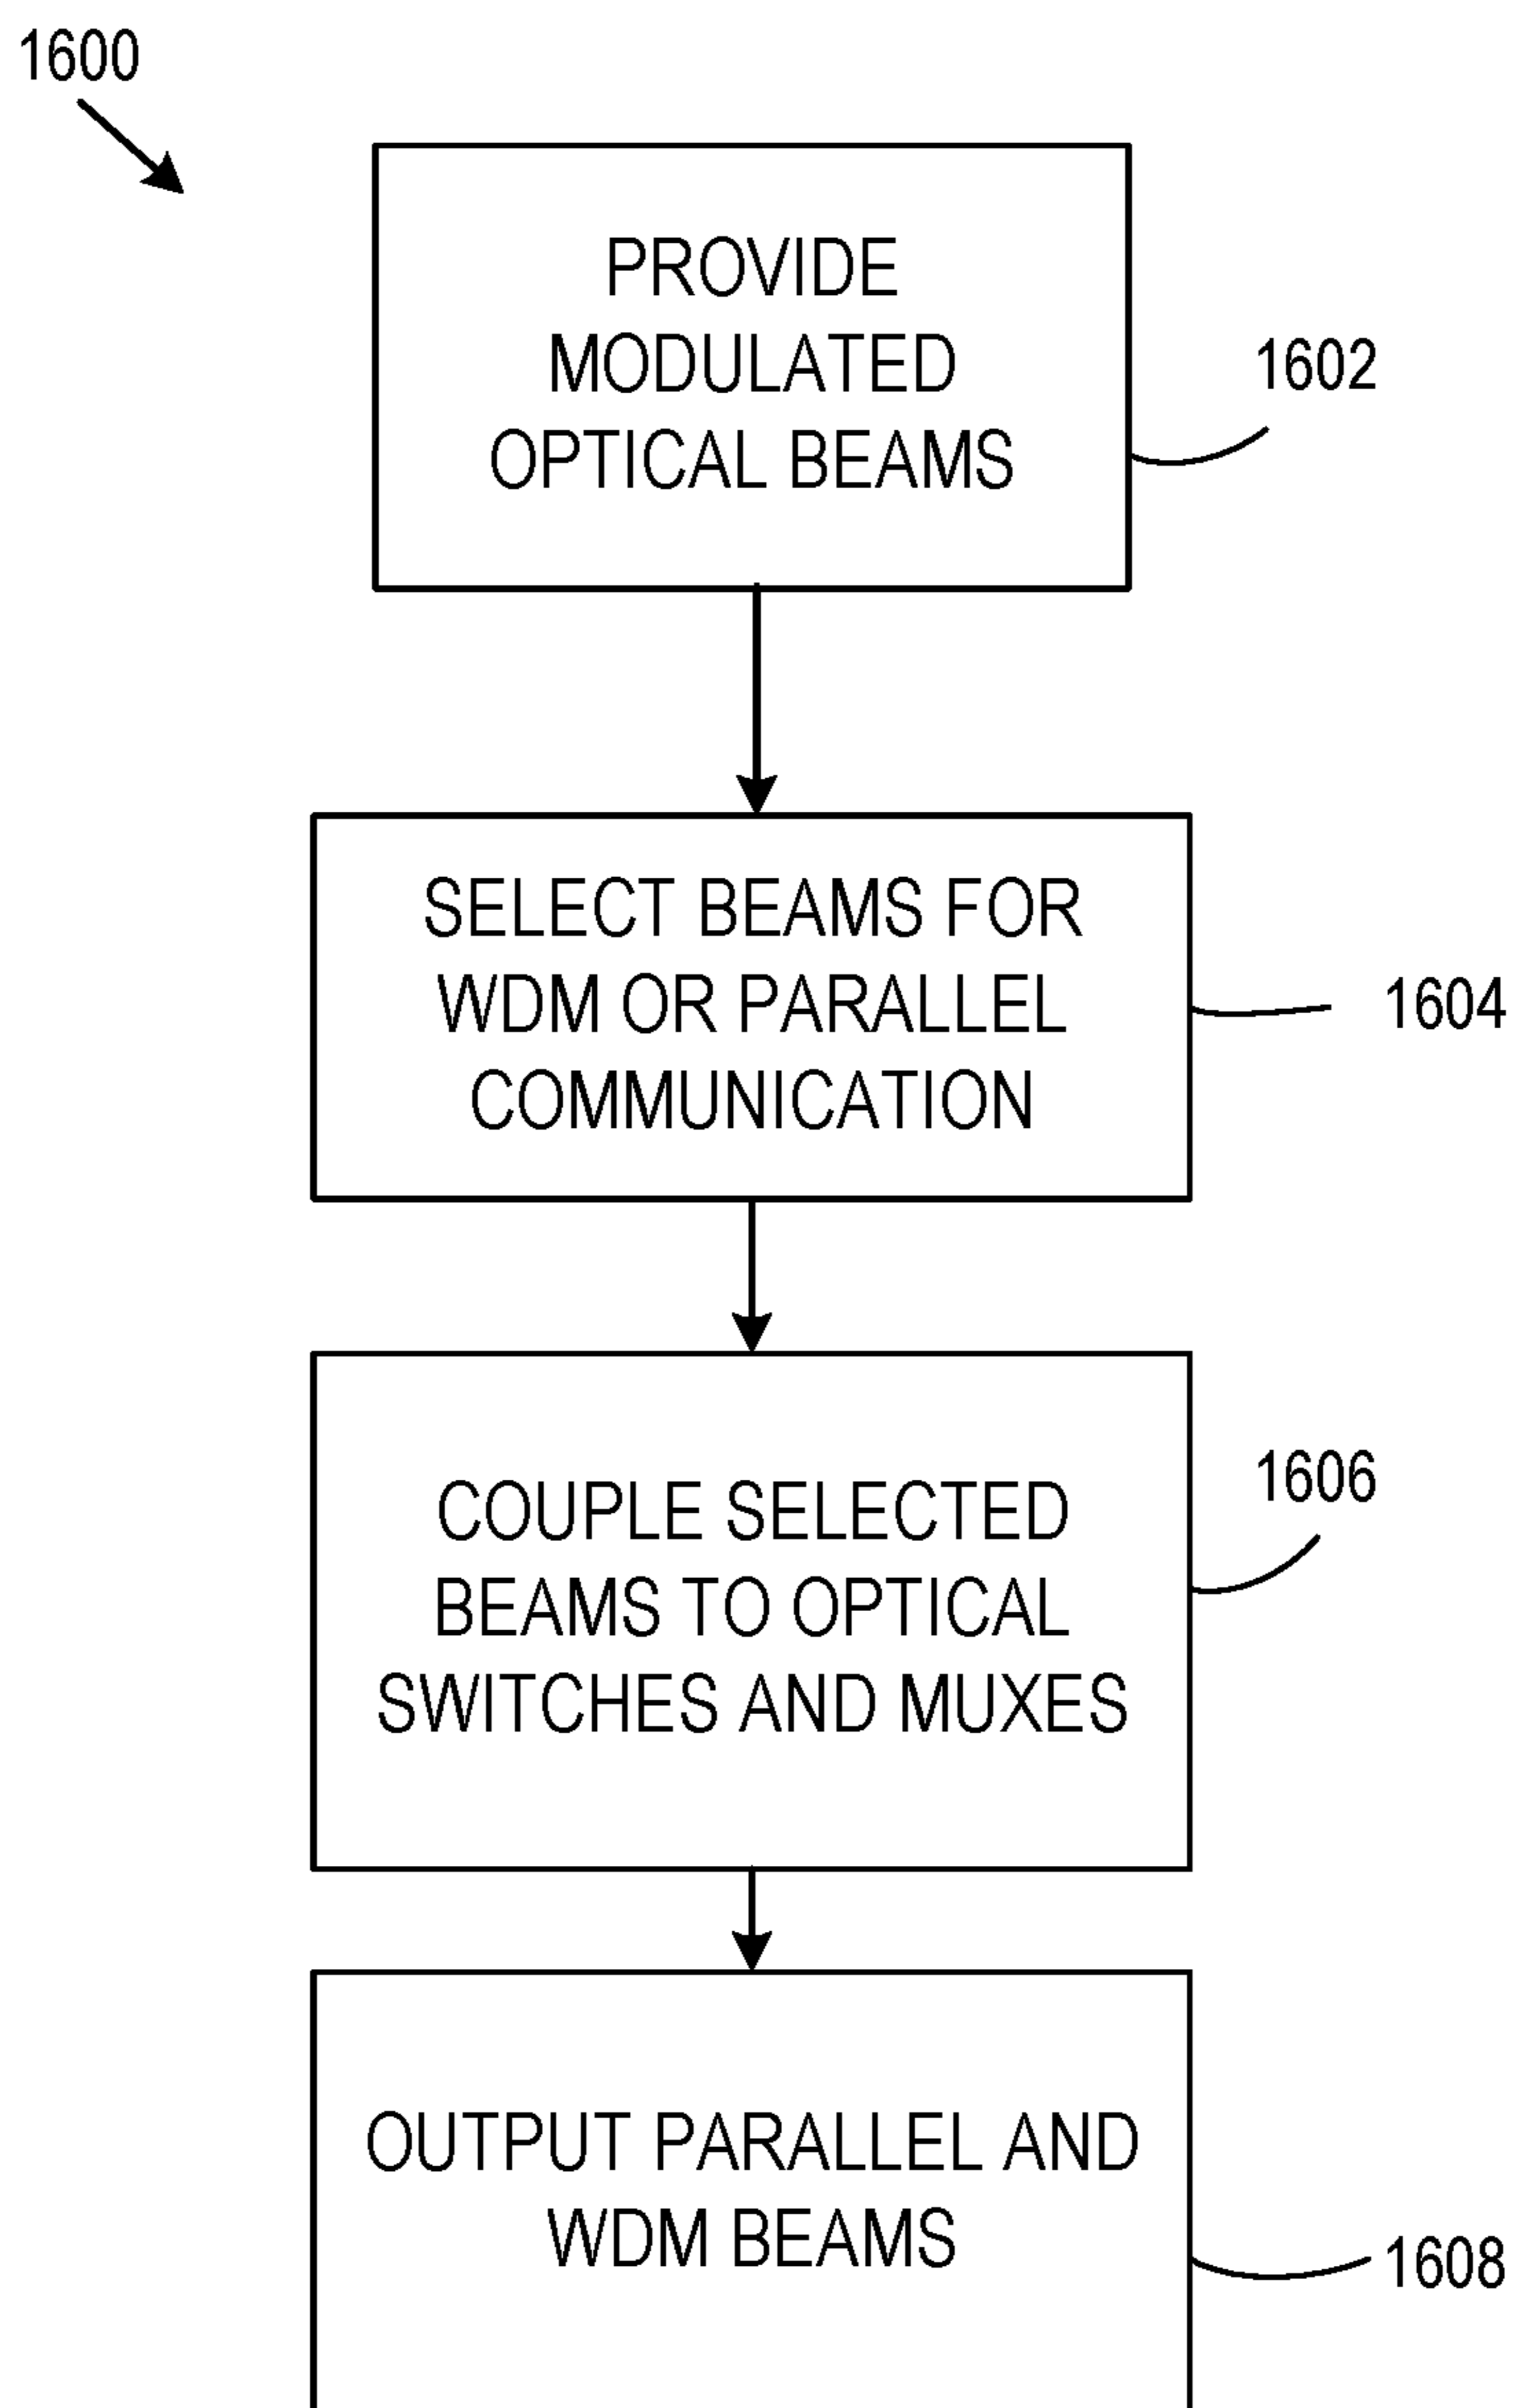 1600
PROVIDE
MODULATED
OPTICAL BEAMS
1602
SELECT BEAMS FOR
WDM OR PARALLEL
COMMUNICATION
1604
COUPLE SELECTED
BEAMS TO OPTICAL
SWITCHES AND MUXES
1606
OUTPUT PARALLEL AND
WDM BEAMS
1608